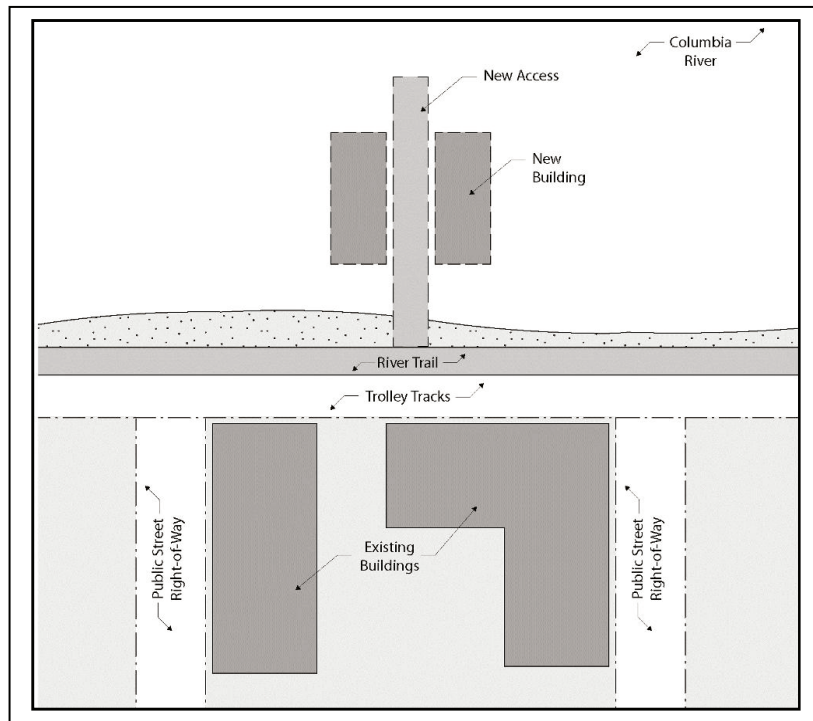 Columbia
River
New Access
New
Building
River Trail
Trolley Tracks
Public Street
Right-of-Way
Existing
Buildings
Public Street
Right-of-Way